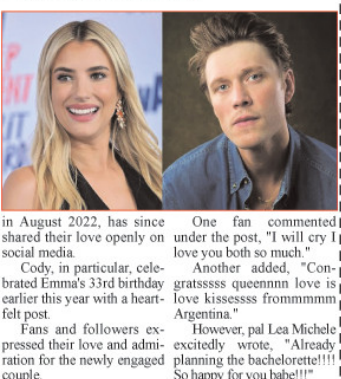 in August 2022, has since
shared their love openly on
social media.
Cody, in particular, cele-
brated Emma's 33rd birthday
earlier this year with a heart-
felt post.
Fans and followers ex-
pressed their love and admi-
ration for the newly engaged
couple.
One fan commented
under the post, "I will cry I
love you both so much."
Another added, "Con-
gratsssss queennnn love is
love kissessss frommmmm
Argentina."
However, pal Lea Michele
excitedly wrote, "Already
planning the bachelorette!!!!
So happy for you babe!!!"